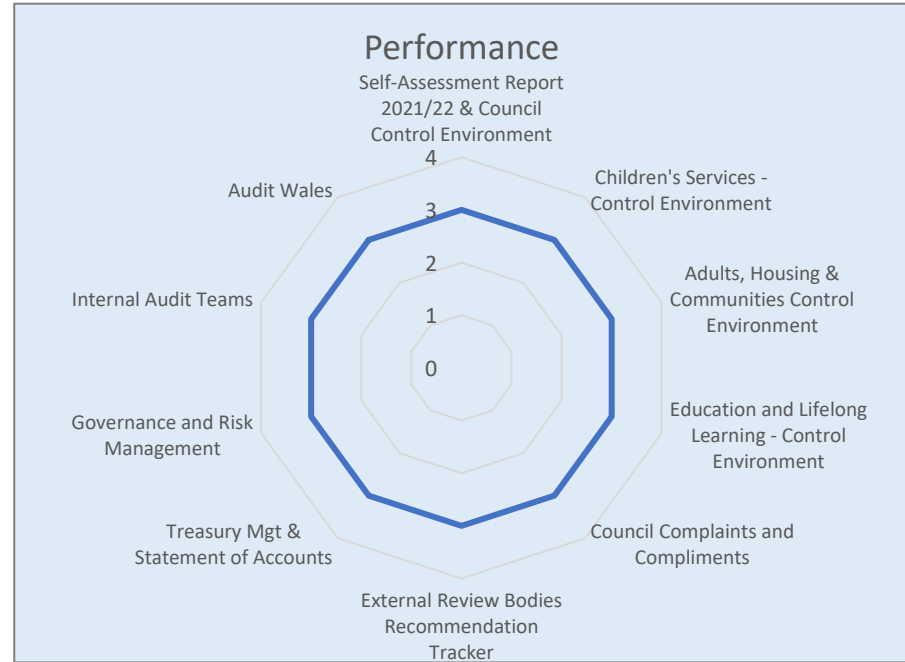 Performance
Self-Assessment Report
2021/22 & Council
Control Environment
4
3
2
1
0
Children's Services -
Control Environment
Adults, Housing &
Communities Control
Environment
Education and Lifelong
Learning - Control
Environment
Council Complaints and
Compliments
External Review Bodies
Recommendation
Tracker
Treasury Mgt &
Statement of Accounts
Governance and Risk
Management
Internal Audit Teams
Audit Wales